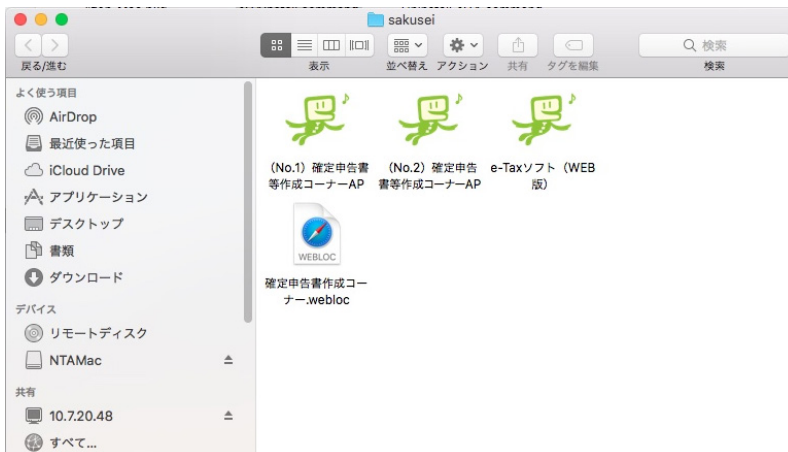 sakusei
検索
戻る/進む
表示
並べ替え
アクション
共有
タグを編集
検索
よく使う項目
AirDrop
最近使った項目
iCloud Drive
アプリケーション
デスクトップ
書類
ダウンロード
デバイス
リモートディスク
NTAMac
共有
10.7.20.48
すべて...
(No.1) 確定申告書
等作成コーナーAP
(No.2) 確定申告
書等作成コーナーAP
e-Taxソフト (WEB
版)
WEBLOC
確定申告書作成コー
ナー.webloc